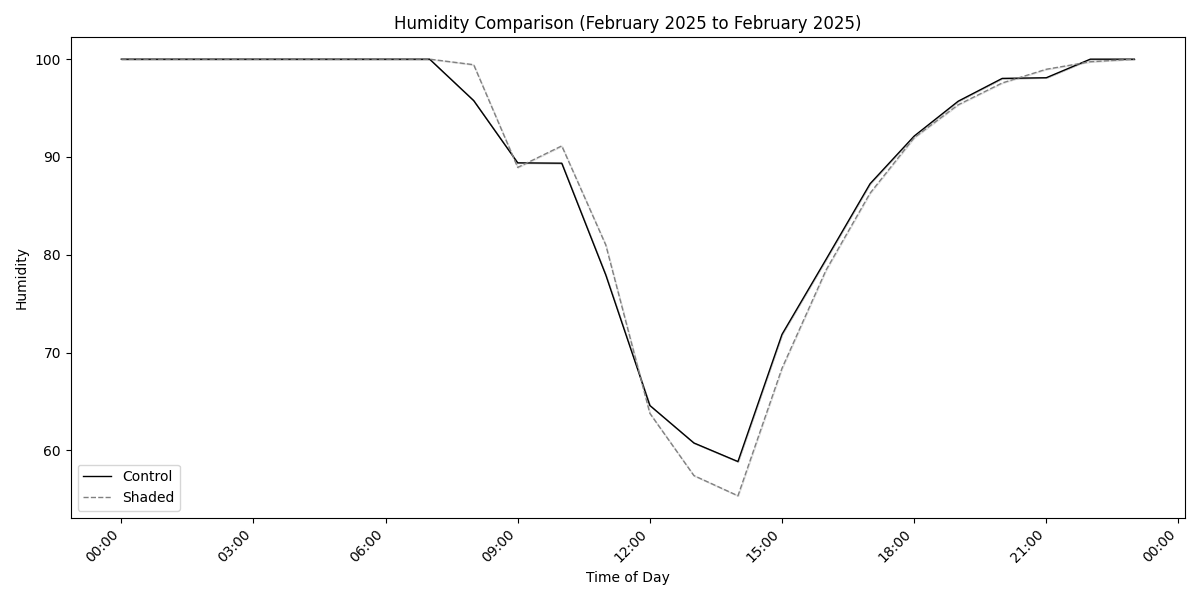 Humidity Comparison (February 2025 to February 2025)
100
90
80
70
60
Humidity
Control
Shaded
00:00
03:00
06:00
09:00
12:00
15:00
18:00
21:00
00:00
Time of Day